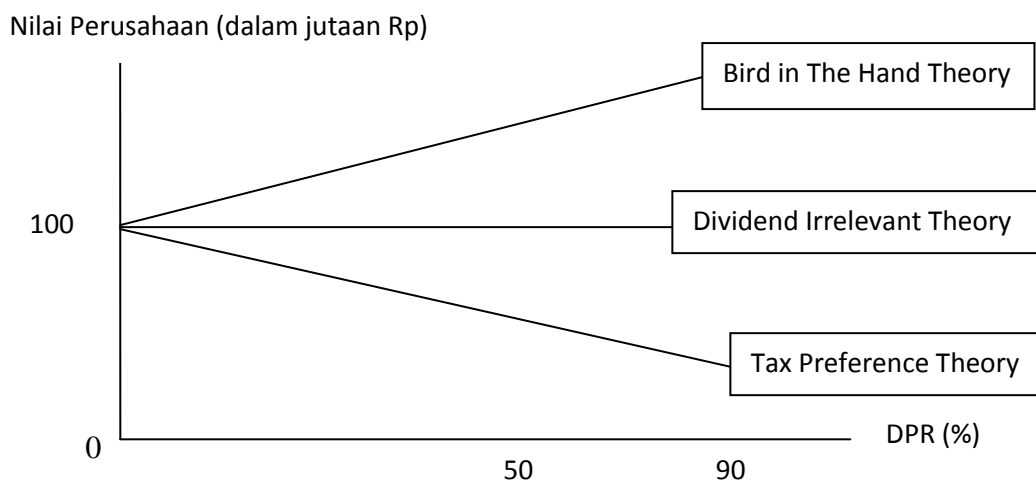 Nilai Perusahaan (dalam jutaan Rp)
Bird in The Hand Theory
100
Dividend Irrelevant Theory
Tax Preference Theory
0
DPR (%)
50
90